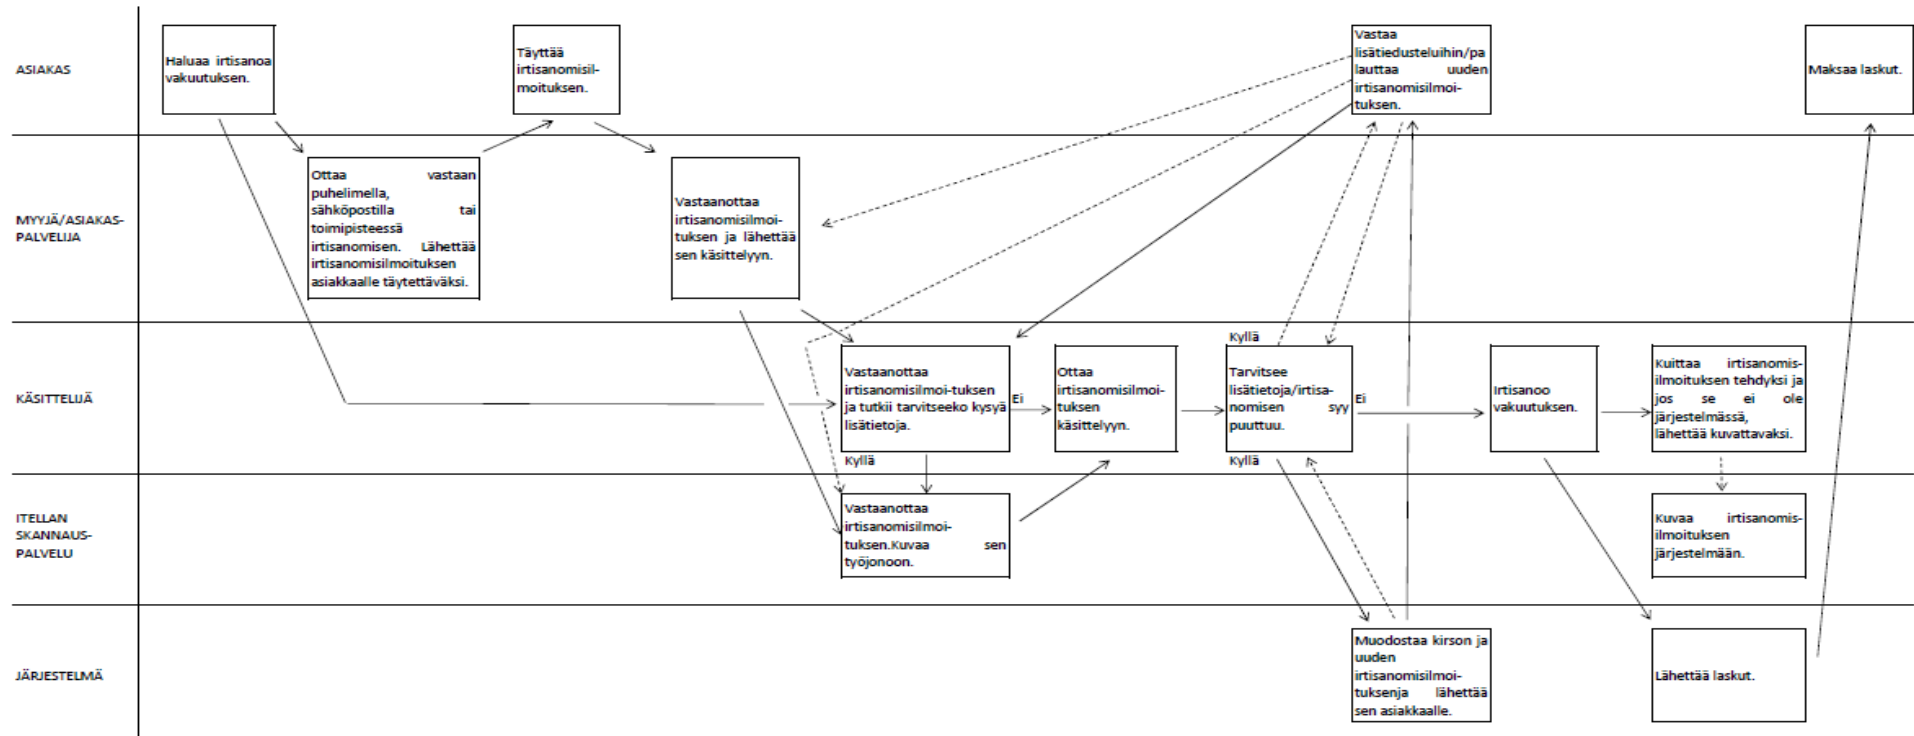 ASIAKAS
Haluaa irtisanoa
vakuutuksen.
Täyttää
irtisanomisil-
moituksen.
Vastaa
lisätiedusteluihin/pa
lauttaa uuden
irtisanomisilmoi-
tuksen.
Maksaa laskut.
MYYJÄ/ASIAKAS-
PALVELIJA
Ottaa vastaan
puhelimella,
sähköpostilla tai
toimipisteessä
irtisanomisen. Lähettää
irtisanomisilmoituksen
asiakkaalle täytettäväksi.
Vastaanottaa
irtisanomisilmoi-
tuksen ja lähettää
sen käsittelyyn.
KÄSITTELIJÄ
Vastaanottaa
irtisanomisilmoi-tuksen
ja tutkii tarvitseeko kysyä
lisätietoja.
Ei
Kyllä
Ottaa
irtisanomisilmoi-
tuksen
käsittelyyn.
Kyllä
Tarvitsee
lisätietoja/irtisa-
nomisen syy
puuttuu.
Ei
Kyllä
Irtisanoo
vakuutuksen.
Kuittaa irtisanomis-
ilmoituksen tehdyksi ja
jos se ei ole
järjestelmässä,
lähettää kuvattavaksi.
ITELLAN
SKANNAUS-
PALVELU
Vastaanottaa
irtisanomisilmoi-
tuksen.Kuvaa sen
työjonoon.
Kuvaa irtisanomis-
ilmoituksen
järjestelmään.
JÄRJESTELMÄ
Muodostaa kirson ja
uuden
irtisanomisilmoi-
tuksenja lähettää
sen asiakkaalle.
Lähettää laskut.